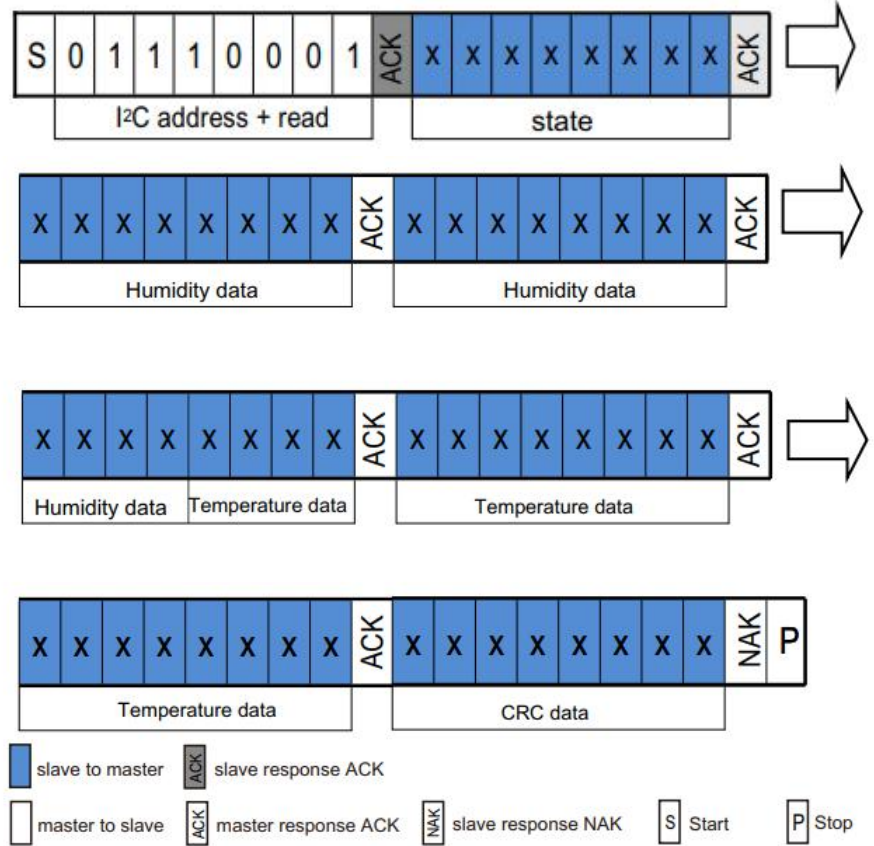 S 0 1 1 1 0 0 0 1 ACK X X X X X X X X ACK
I²C address + read state
X X X X X X X X ACK X X X X X X X X ACK
Humidity data Humidity data
X X X X X X X X ACK X X X X X X X X ACK
Humidity data Temperature data Temperature data
X X X X X X X X ACK X X X X X X X X NAK P
Temperature data CRC data
slave to master ACK slave response ACK
master to slave ACK master response ACK NAK slave response NAK S Start P Stop